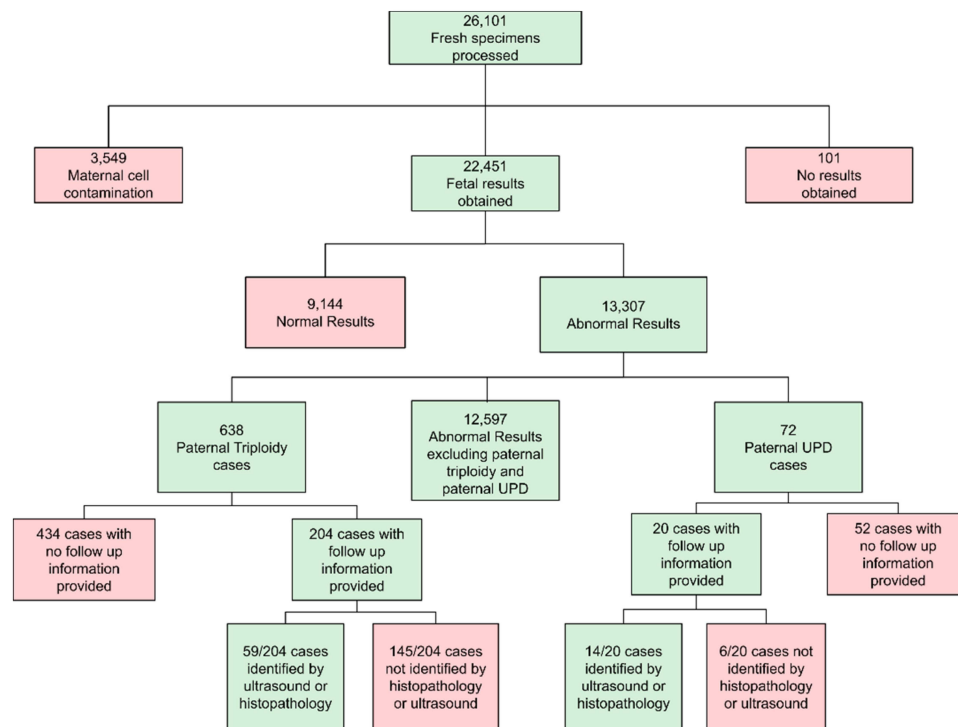 26,101
Fresh specimens
processed
3,549
Maternal cell
contamination
22,451
Fetal results
obtained
101
No results
obtained
9,144
Normal Results
13,307
Abnormal Results
638
Paternal Triploidy
cases
12,597
Abnormal Results
excluding paternal
triploidy and
paternal UPD
72
Paternal UPD
cases
434 cases with
no follow up
information
provided
204 cases with
follow up
information
provided
20 cases with
follow up
information
provided
52 cases with
no follow up
information
provided
59/204 cases
identified by
ultrasound or
histopathology
145/204 cases
not identified by
histopathology
or ultrasound
14/20 cases
identified by
ultrasound or
histopathology
6/20 cases not
identified by
histopathology
or ultrasound